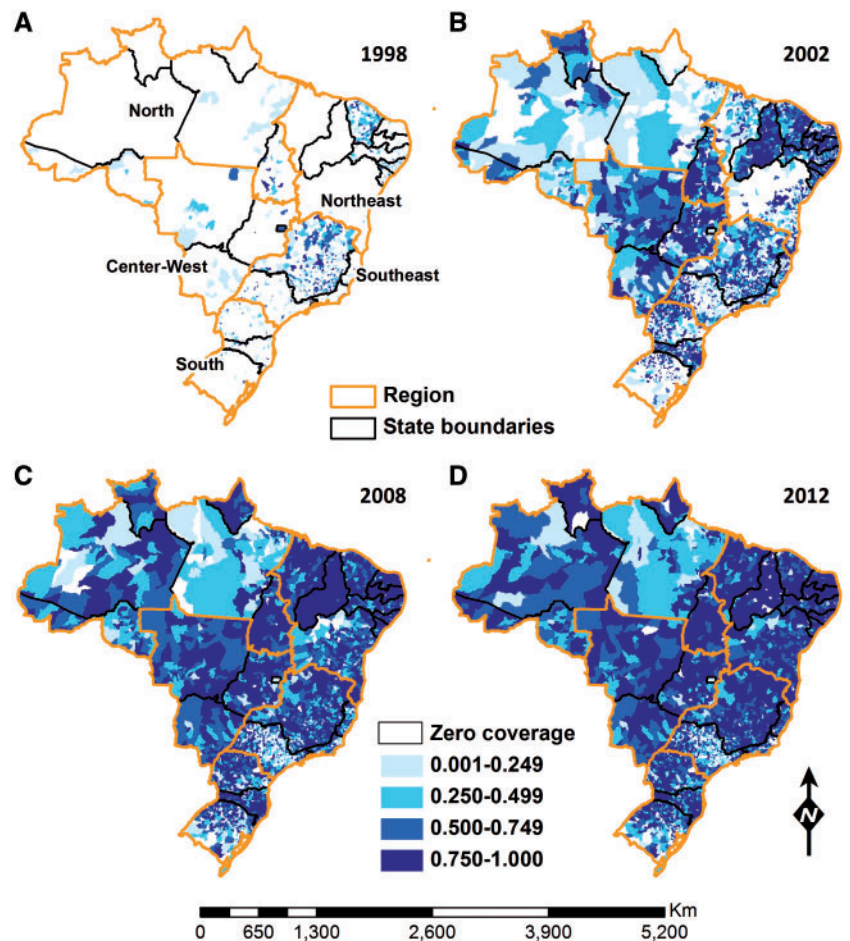 A
1998
North
Northeast
Center-West
Southeast
South
B
2002
Region
State boundaries
C
2008
D
2012
Zero coverage
0.001-0.249
0.250-0.499
0.500-0.749
0.750-1.000
N
Km
0 650 1,300 2,600 3,900 5,200